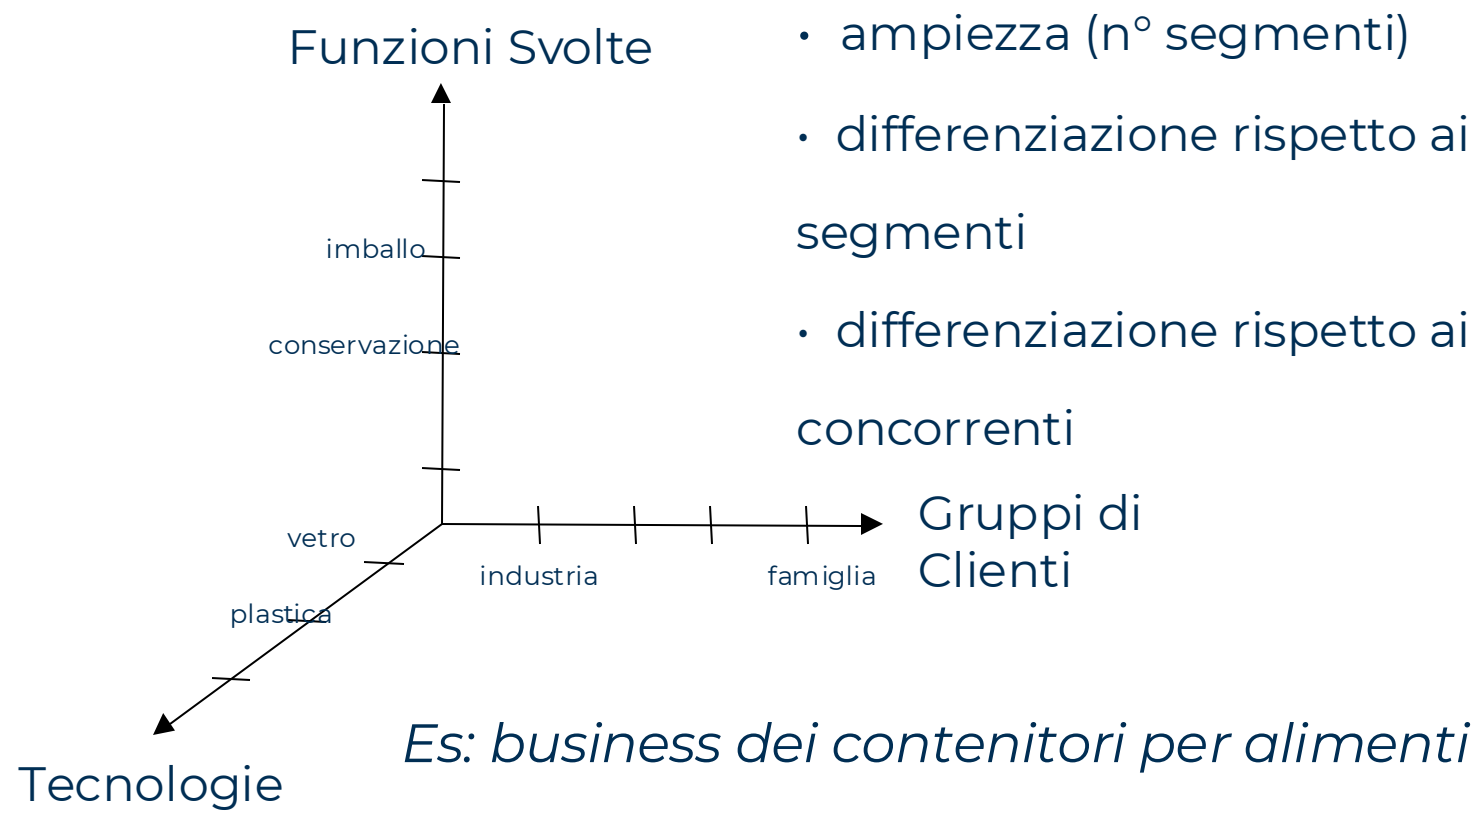 Funzioni Svolte
• ampiezza (n° segmenti)
• differenziazione rispetto ai
segmenti
• differenziazione rispetto ai
concorrenti
imballo
conservazione
vetro
plastica
industria
famiglia
Gruppi di
Clienti
Tecnologie
Es: business dei contenitori per alimenti